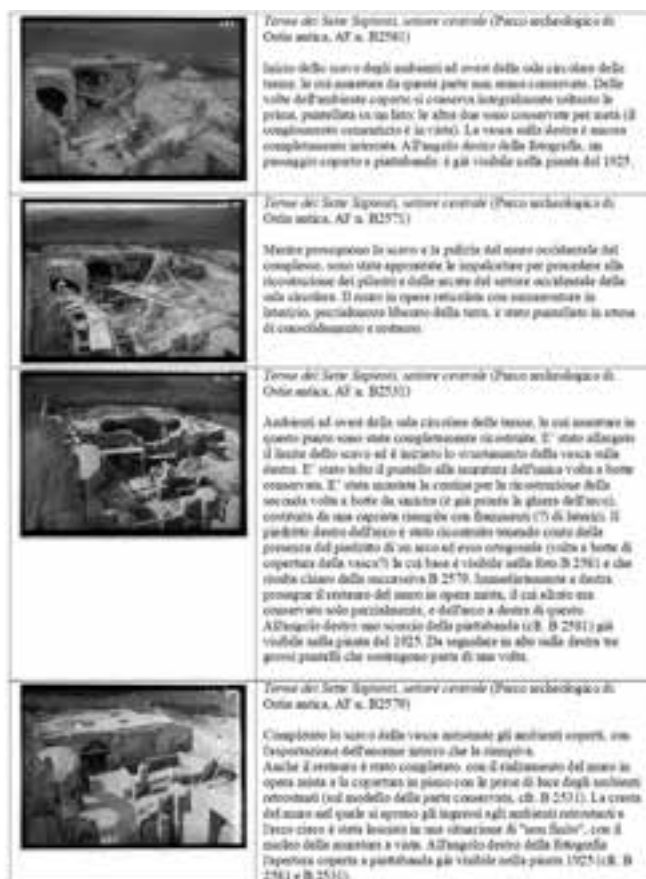 Terme dei Sette Sapienti, settore centrale (Parco archeologico di
Ostia antica, AF n. B2581)
Inizio dello scavo degli ambienti ad ovest della sala circolare delle
terme, le cui murature da questa parte non erano conservate. Delle
volte dell'ambiente coperto si conserva integralmente soltanto la
prima, puntellata su un lato; le altre due sono conservate per metà (il
conglomerato cementizio è in vista). La vasca sulla destra è ancora
completamente interrata. All'angolo destro della fotografia, un
passaggio coperto a piattabanda: è già visibile nella pianta del 1925.
Terme dei Sette Sapienti, settore centrale (Parco archeologico di
Ostia antica, AF n. B2571)
Mentre proseguono lo scavo e la pulizia del muro occidentale del
complesso, sono state approntate le impalcature per procedere alla
ricostruzione dei pilastri e delle arcate del settore occidentale della
sala circolare. Il muro in opera reticolata con ammorsature in
laterizio, parzialmente liberato dalla terra, è stato puntellato in attesa
di consolidamento e restauro.
Terme dei Sette Sapienti, settore centrale (Parco archeologico di
Ostia antica, AF n. B2531)
Ambienti ad ovest della sala circolare delle terme, le cui murature in
questo punto sono state completamente ricostruite. E' stato allargato
il limite dello scavo ed è iniziato lo svuotamento della vasca sulla
destra. E' stato tolto il puntello alla muratura dell'unica volta a botte
conservata. E' stata montata la centina per la ricostruzione della
seconda volta a botte da sinistra (è già pronta la ghiera dell'arco),
costituita da una capriata riempita con frammenti (?) di laterizi. Il
piedritto destro dell'arco è stato ricostruito tenendo conto della
presenza del piedritto di un arco ad esso ortogonale (volta a botte di
copertura della vasca?) la cui base è visibile nella foto B 2581 e che
risulta chiaro dalla successiva B 2579. Immediatamente a destra
prosegue il restauro del muro in opera mista, il cui alzato era
conservato solo parzialmente, e dell'arco a destra di questo.
All'angolo destro uno scorcio della piattabanda (cfr. B 2581) già
visibile nella pianta del 1925. Da segnalare in alto sulla destra tre
grossi puntelli che sostengono parte di una volta.
Terme dei Sette Sapienti, settore centrale (Parco archeologico di
Ostia antica, AF n. B2579)
Completato lo scavo della vasca antistante gli ambienti coperti, con
l'asportazione dell'enorme interro che la riempiva.
Anche il restauro è stato completato, con il rialzamento del muro in
opera mista e la copertura in piano con le prese di luce degli ambienti
retrostanti (sul modello della parte conservata, cfr. B 2531). La cresta
del muro nel quale si aprono gli ingressi agli ambienti retrostanti e
l'arco cieco è stata lasciata in una situazione di "non finito", con il
nucleo della muratura a vista. All'angolo destro della fotografia
l'apertura coperta a piattabanda già visibile nella pianta 1925 (cfr. B
2581 e B 2531).